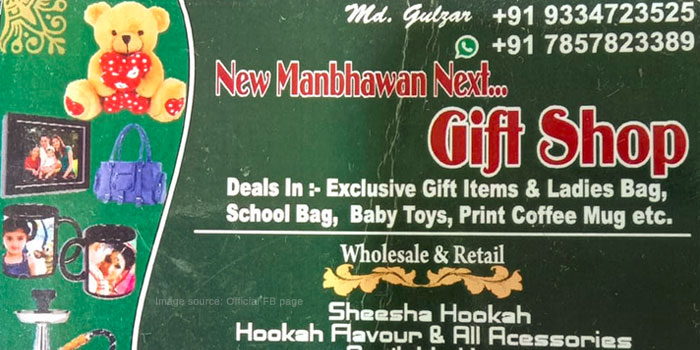 Md. Gulzar +91 9334723525
+91 7857823389
New Manbhawan Next...
Gift Shop
Deals In :- Exclusive Gift Items & Ladies Bag,
School Bag, Baby Toys, Print Coffee Mug etc.
Wholesale & Retail
Image source: Official FB page
Sheesha Hookah
Hookah Flavour & All Acessories